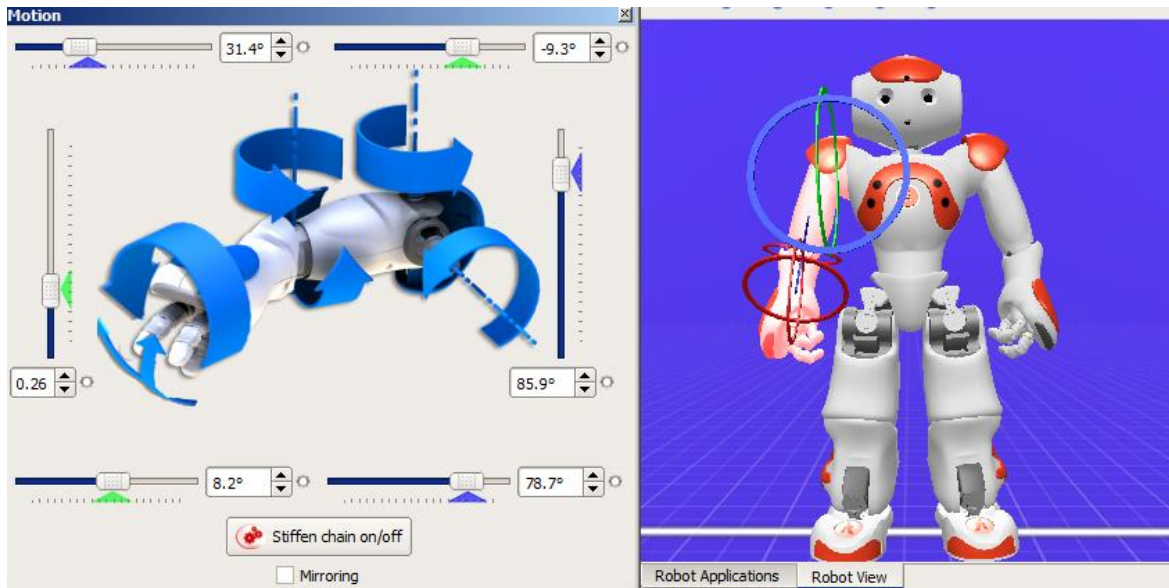 Motion
31.4°
-9.3°
0.26
85.9°
8.2°
78.7°
Stiffen chain on/off
Mirroring
Robot Applications
Robot View